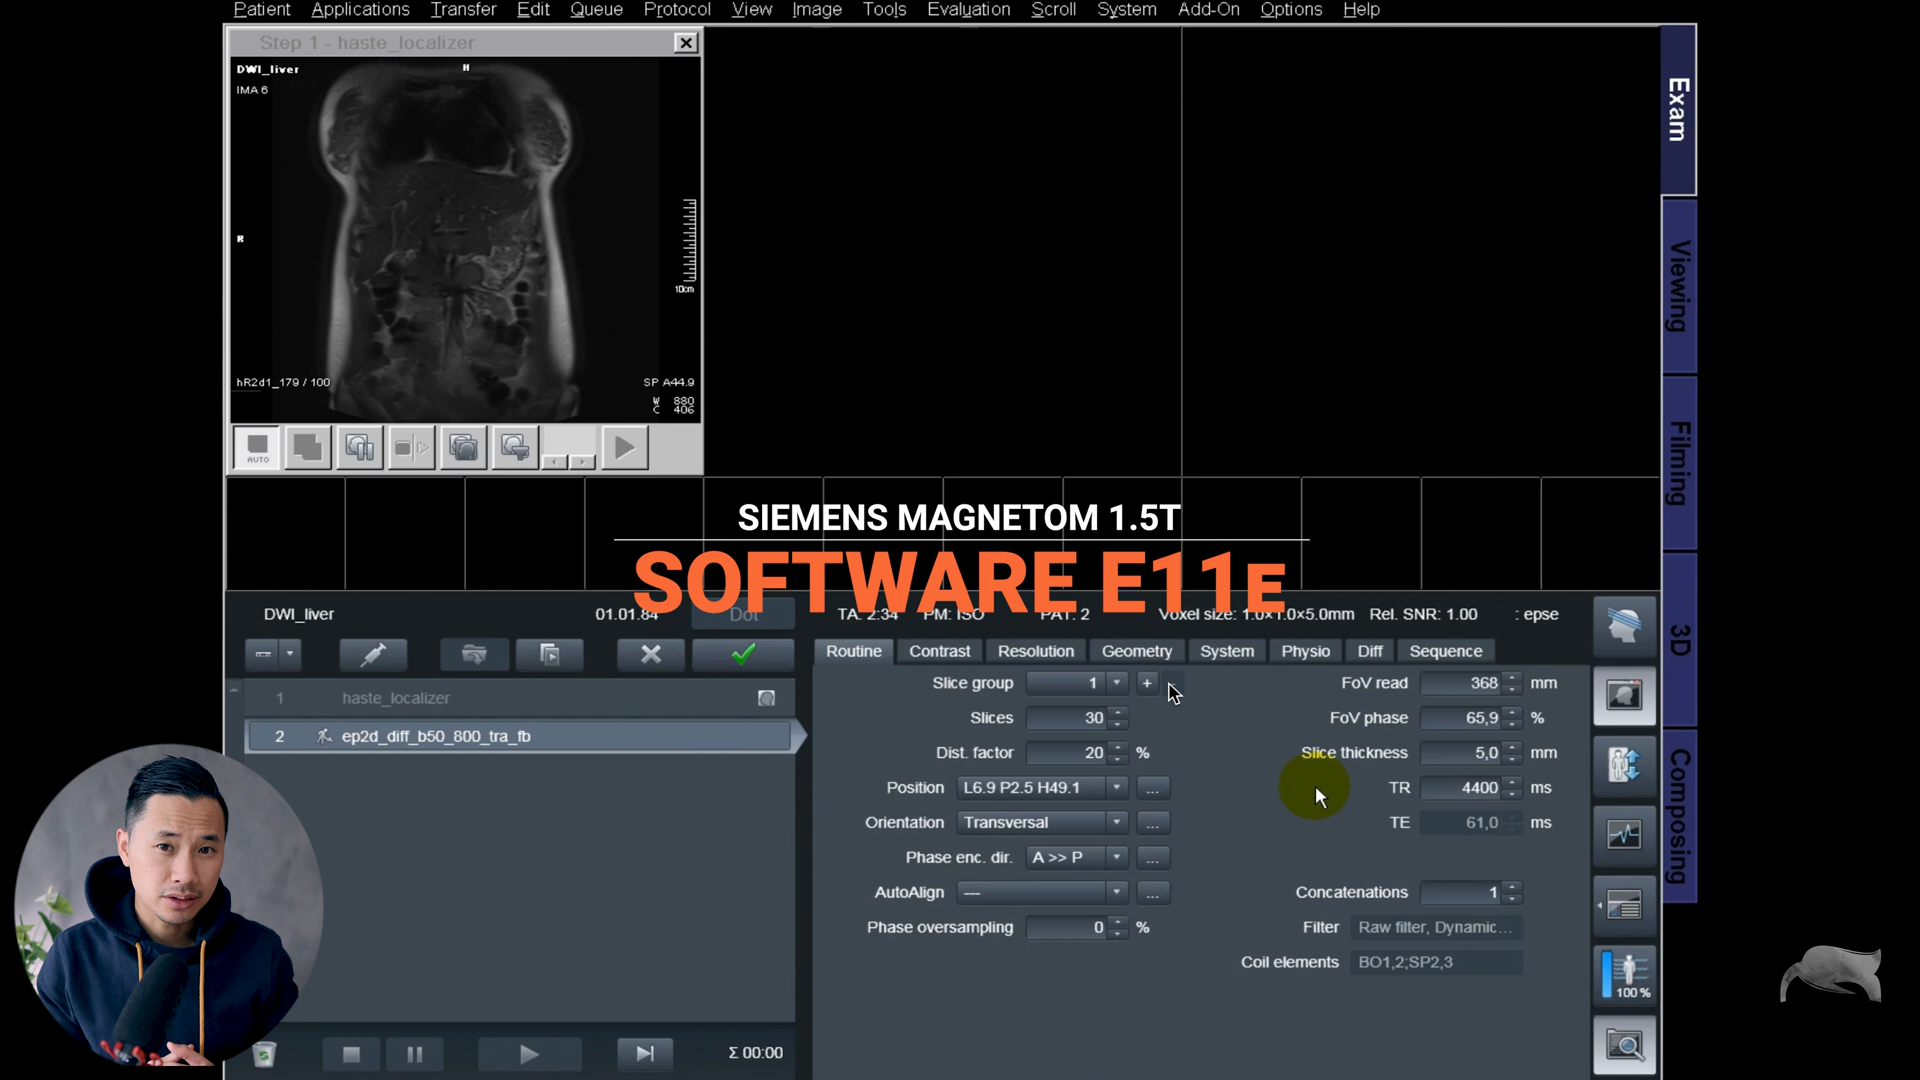 Patient Applications Transfer Edit Queue Protocol View Image Tools Evaluation Scroll System Add-On Options Help
Step 1 - haste_localizer
DWI_liver
H
IMA 6
R
10cm
hR2d1_179 / 100
SP A44.9
W 880
C 406
AUTO
Exam
Viewing
Filming
3D
Composing
SIEMENS MAGNETOM 1.5T
SOFTWARE E11E
DWI_liver 01.01.84 Dot TA: 2:34 PM: ISO PAT: 2 Voxel size: 1.0×1.0×5.0mm Rel. SNR: 1.00 : epse
Routine Contrast Resolution Geometry System Physio Diff Sequence
1 haste_localizer
2 ep2d_diff_b50_800_tra_fb
Slice group 1 +
Slices 30
Dist. factor 20 %
Position L6.9 P2.5 H49.1 ...
Orientation Transversal ...
Phase enc. dir. A >> P ...
AutoAlign --- ...
Phase oversampling 0 %
FoV read 368 mm
FoV phase 65,9 %
Slice thickness 5,0 mm
TR 4400 ms
TE 61,0 ms
Concatenations 1
Filter Raw filter, Dynamic...
Coil elements BO1,2;SP2,3
100 %
Σ 00:00